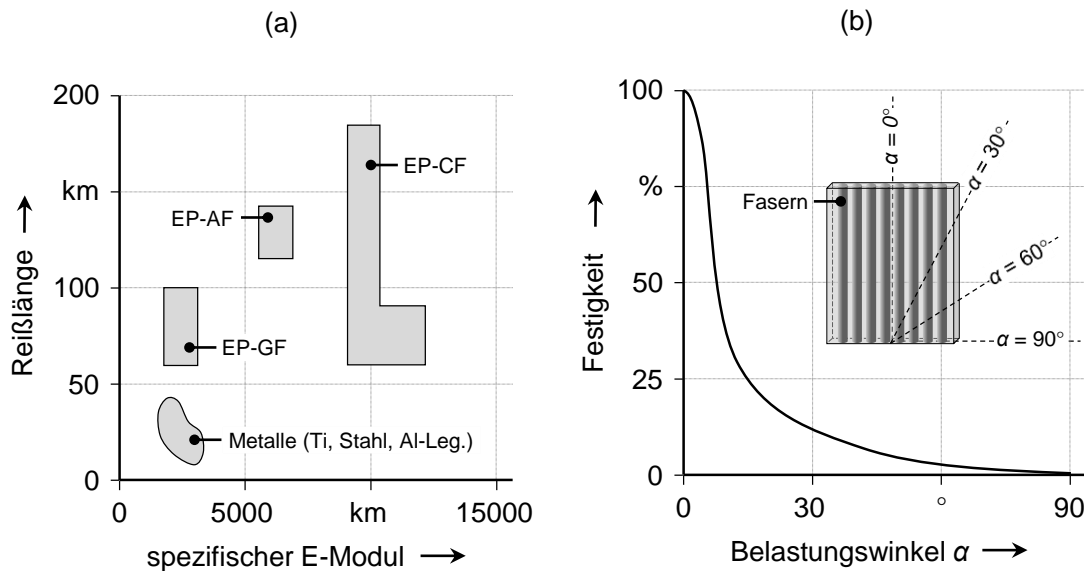 (a)
200
km
100
50
0
Reißlänge
EP-CF
EP-AF
EP-GF
Metalle (Ti, Stahl, Al-Leg.)
0
5000
km
15000
spezifischer E-Modul
(b)
100
%
50
25
0
Festigkeit
Fasern
α = 0°
α = 30°
α = 60°
α = 90°
0
30
°
90
Belastungswinkel α